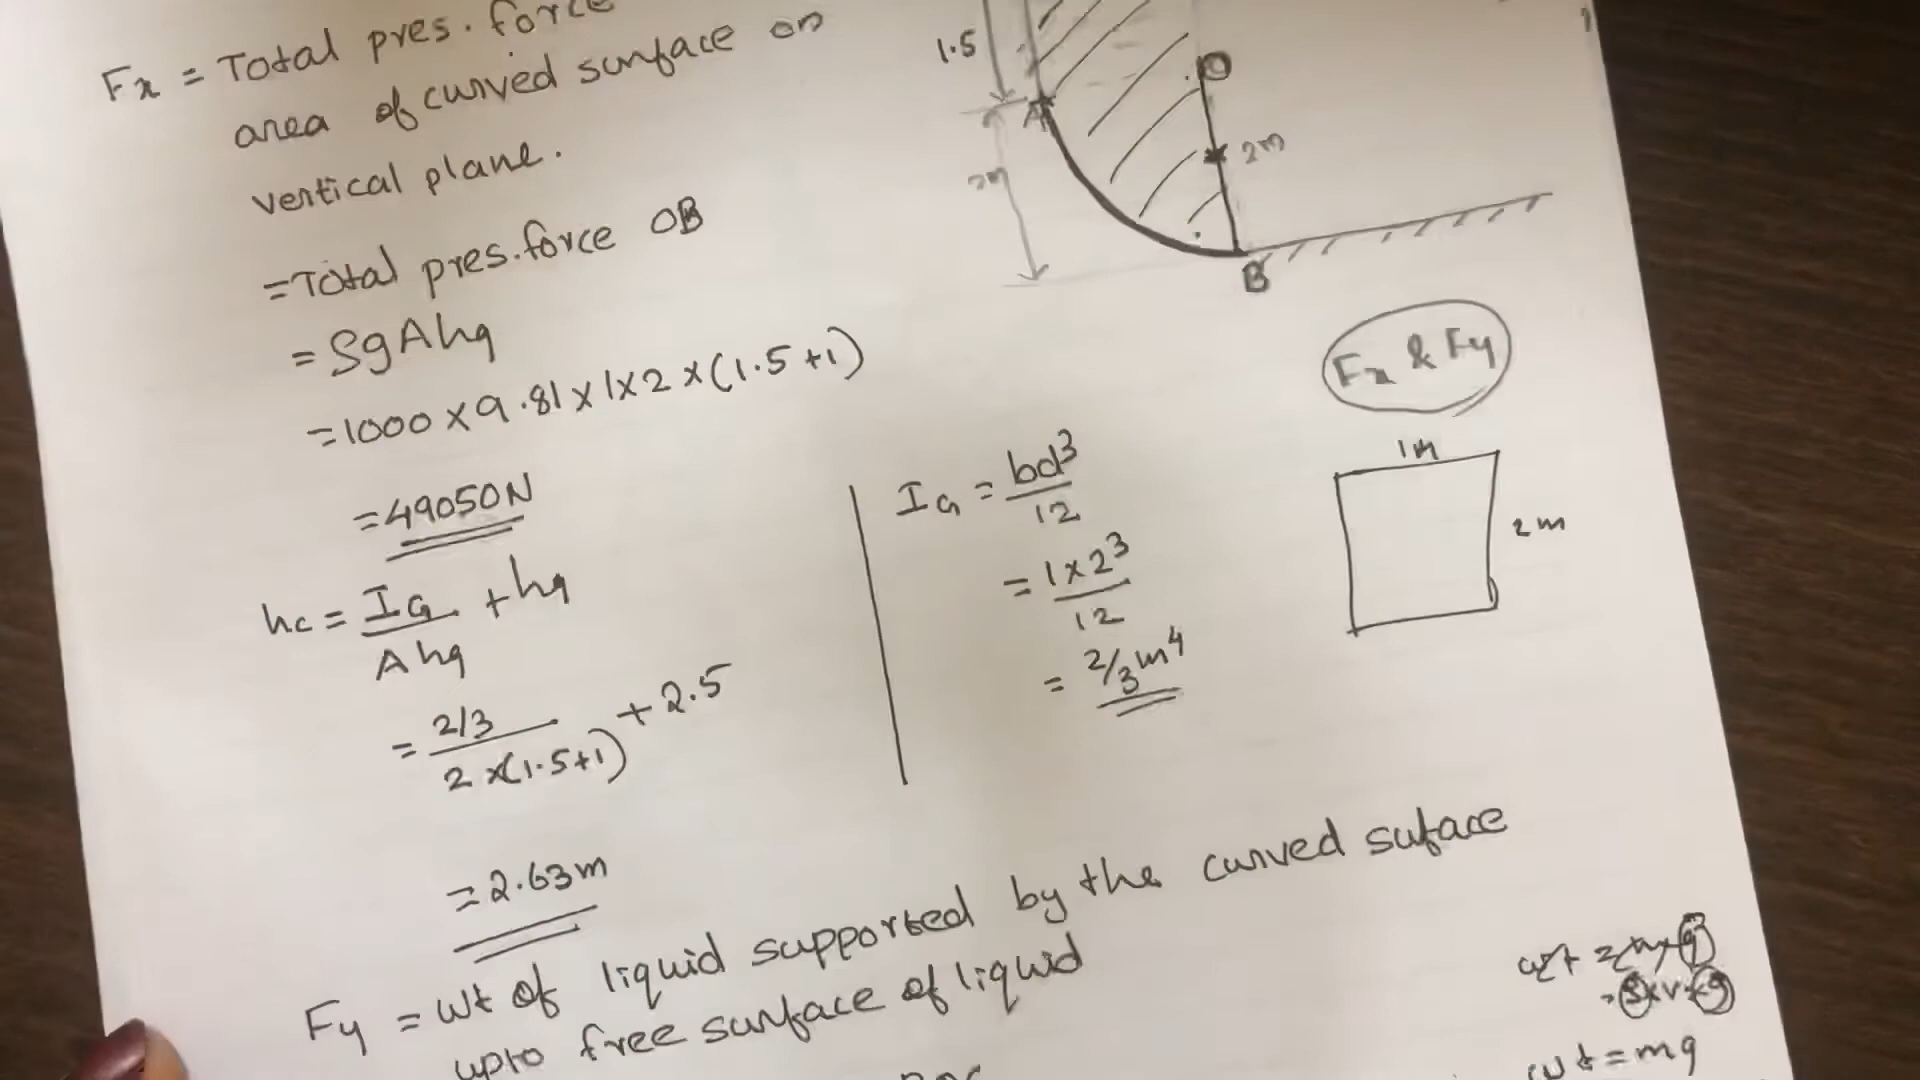 Fx = Total pres. force
area of curved surface on
vertical plane.
= Total pres. force OB
= SgAhg
= 1000 × 9.81 × 1×2 × (1.5 +1)
= 49050N
hc = IG + hg
Ahg
= 2/3 + 2.5
2 ×(1.5+1)
= 2.63m
IG = bd³
12
= 1×2³
12
= 2/3 m⁴
1.5
A
O
2m
2m
B
Fx & Fy
1m
2m
Fy = wt of liquid supported by the curved suface
upto free surface of liquid
wt = mg